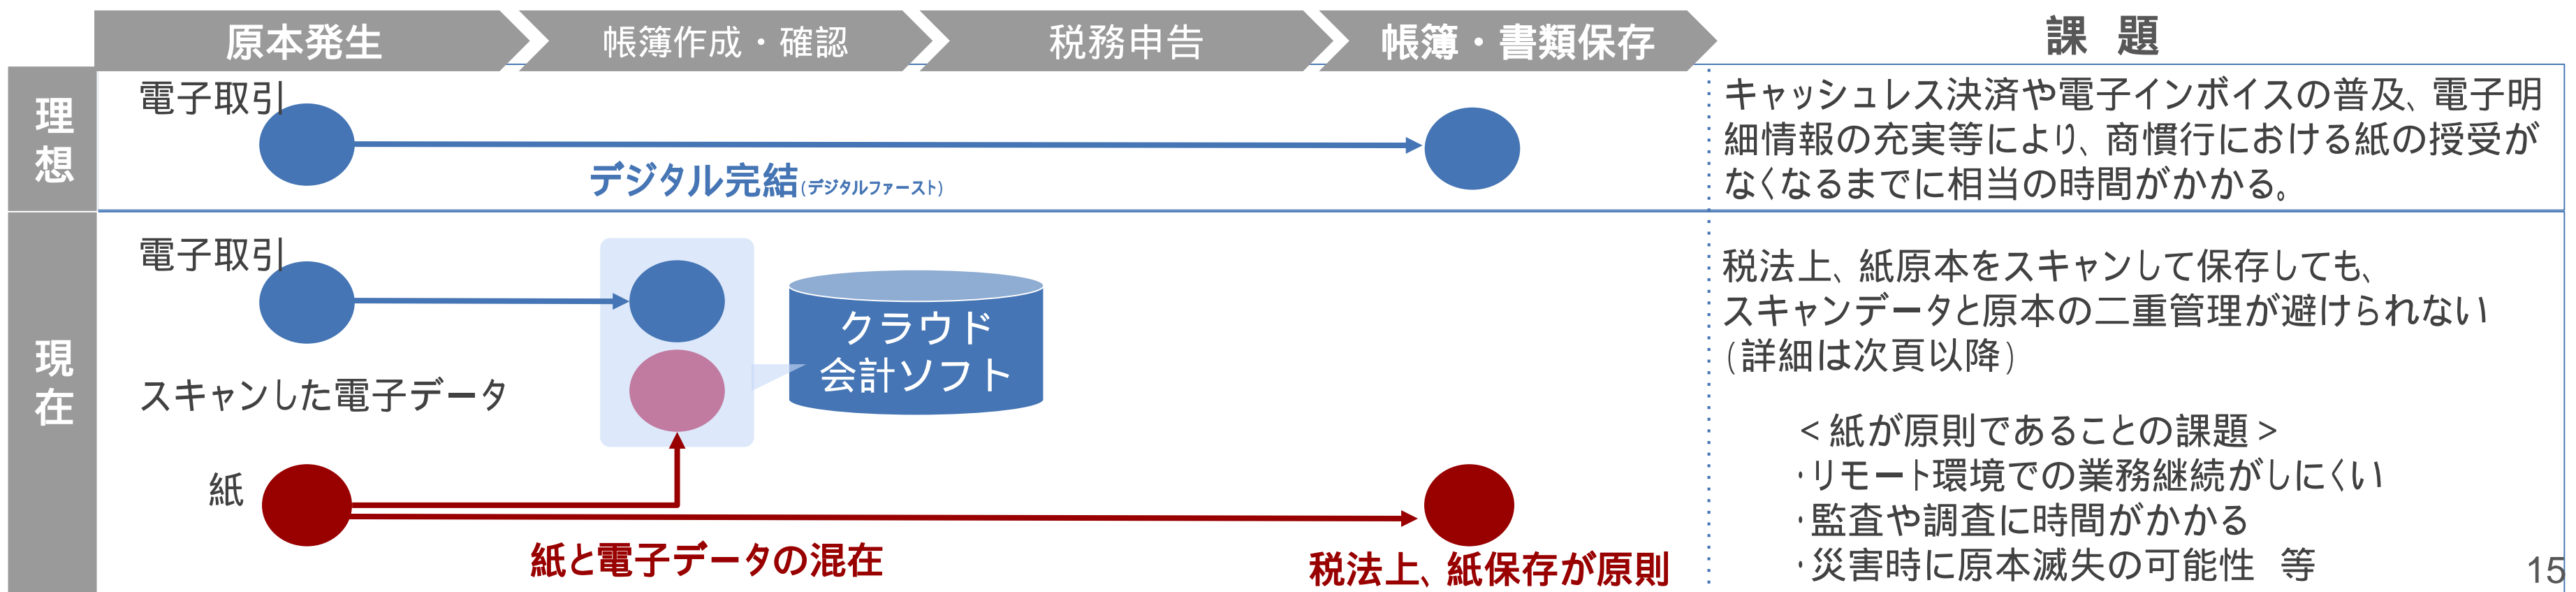 原本発生
帳簿作成・確認
税務申告
帳簿・書類保存
課 題
理想
電子取引
デジタル完結(デジタルファースト)
キャッシュレス決済や電子インボイスの普及、電子明
細情報の充実等により、商慣行における紙の授受が
なくなるまでに相当の時間がかかる。
現在
電子取引
スキャンした電子データ
紙
クラウド
会計ソフト
紙と電子データの混在
税法上、紙保存が原則
税法上、紙原本をスキャンして保存しても、
スキャンデータと原本の二重管理が避けられない
(詳細は次頁以降)
<紙が原則であることの課題>
・リモート環境での業務継続がしにくい
・監査や調査に時間がかかる
・災害時に原本滅失の可能性 等
15